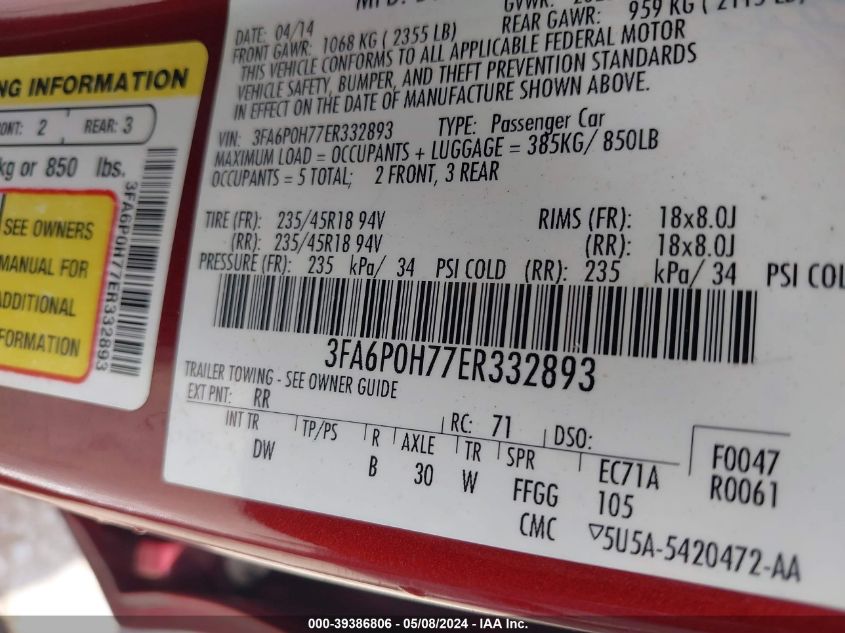 DATE: 04/14
FRONT GAWR: 1068 KG ( 2355 LB)
REAR GAWR: 959 KG
THIS VEHICLE CONFORMS TO ALL APPLICABLE FEDERAL MOTOR
VEHICLE SAFETY, BUMPER, AND THEFT PREVENTION STANDARDS
IN EFFECT ON THE DATE OF MANUFACTURE SHOWN ABOVE.
VIN: 3FA6P0H77ER332893 TYPE: Passenger Car
MAXIMUM LOAD = OCCUPANTS + LUGGAGE = 385KG/ 850LB
OCCUPANTS = 5 TOTAL; 2 FRONT, 3 REAR
TIRE (FR): 235/45R18 94V RIMS (FR): 18x8.0J
(RR): 235/45R18 94V (RR): 18x8.0J
PRESSURE (FR): 235 kPa/ 34 PSI COLD (RR): 235 kPa/ 34 PSI
3FA6P0H77ER332893
TRAILER TOWING - SEE OWNER GUIDE
EXT PNT: RR RC: 71 DSO:
INT TR TP/PS R AXLE TR SPR EC71A F0047
DW B 30 W FFGG 105 R0061
CMC 5U5A-5420472-AA
INFORMATION
2 REAR: 3
kg or 850 lbs.
SEE OWNERS
MANUAL FOR
ADDITIONAL
3FA6P0H77ER332893
000-39386806 - 05/08/2024 - IAA Inc.